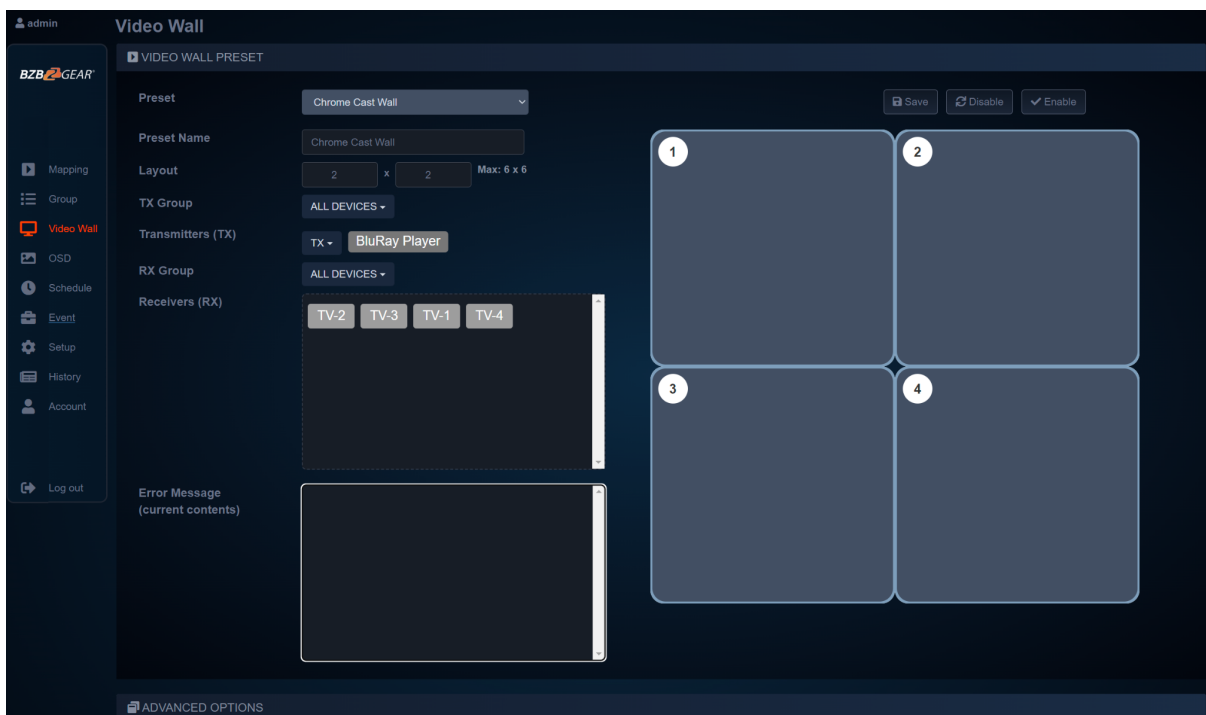 admin
Video Wall
BZBGEAR
VIDEO WALL PRESET
Mapping
Group
Video Wall
OSD
Schedule
Event
Setup
History
Account
Log out
Preset
Chrome Cast Wall
Save
Disable
Enable
Preset Name
Chrome Cast Wall
Layout
2 x 2 Max: 6 x 6
TX Group
ALL DEVICES
Transmitters (TX)
TX BluRay Player
RX Group
ALL DEVICES
Receivers (RX)
TV-2 TV-3 TV-1 TV-4
Error Message
(current contents)
1
2
3
4
ADVANCED OPTIONS